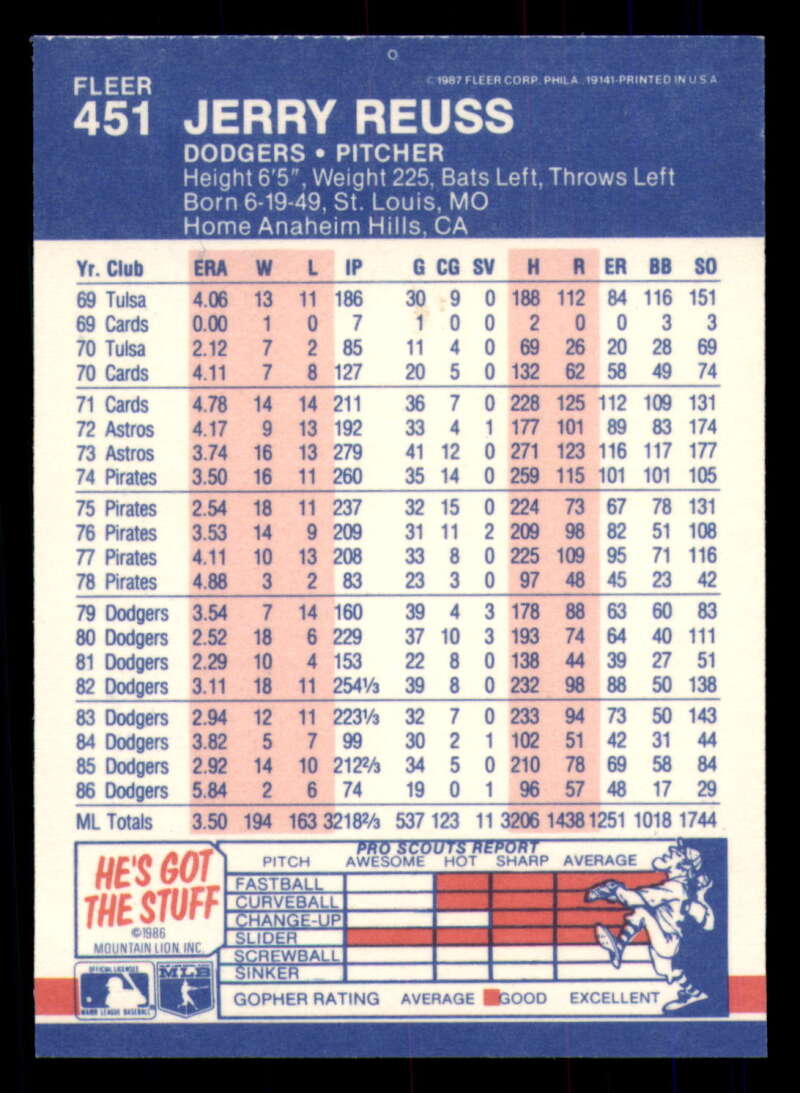 FLEER
© 1987 FLEER CORP. PHILA. 19141-PRINTED IN U.S.A.
451 JERRY REUSS
DODGERS • PITCHER
Height 6'5", Weight 225, Bats Left, Throws Left
Born 6-19-49, St. Louis, MO
Home Anaheim Hills, CA
Yr. Club ERA W L IP G CG SV H R ER BB SO
69 Tulsa 4.06 13 11 186 30 9 0 188 112 84 116 151
69 Cards 0.00 1 0 7 1 0 0 2 0 0 3 3
70 Tulsa 2.12 7 2 85 11 4 0 69 26 20 28 69
70 Cards 4.11 7 8 127 20 5 0 132 62 58 49 74
71 Cards 4.78 14 14 211 36 7 0 228 125 112 109 131
72 Astros 4.17 9 13 192 33 4 1 177 101 89 83 174
73 Astros 3.74 16 13 279 41 12 0 271 123 116 117 177
74 Pirates 3.50 16 11 260 35 14 0 259 115 101 101 105
75 Pirates 2.54 18 11 237 32 15 0 224 73 67 78 131
76 Pirates 3.53 14 9 209 31 11 2 209 98 82 51 108
77 Pirates 4.11 10 13 208 33 8 0 225 109 95 71 116
78 Pirates 4.88 3 2 83 23 3 0 97 48 45 23 42
79 Dodgers 3.54 7 14 160 39 4 3 178 88 63 60 83
80 Dodgers 2.52 18 6 229 37 10 3 193 74 64 40 111
81 Dodgers 2.29 10 4 153 22 8 0 138 44 39 27 51
82 Dodgers 3.11 18 11 254⅓ 39 8 0 232 98 88 50 138
83 Dodgers 2.94 12 11 223⅓ 32 7 0 233 94 73 50 143
84 Dodgers 3.82 5 7 99 30 2 1 102 51 42 31 44
85 Dodgers 2.92 14 10 212⅔ 34 5 0 210 78 69 58 84
86 Dodgers 5.84 2 6 74 19 0 1 96 57 48 17 29
ML Totals 3.50 194 163 3218⅔ 537 123 11 3206 1438 1251 1018 1744
HE'S GOT
THE STUFF
©1986
MOUNTAIN LION, INC.
OFFICIAL LICENSEE
MAJOR LEAGUE BASEBALL
MLB
PRO SCOUTS REPORT
PITCH AWESOME HOT SHARP AVERAGE
FASTBALL
CURVEBALL
CHANGE-UP
SLIDER
SCREWBALL
SINKER
GOPHER RATING AVERAGE GOOD EXCELLENT